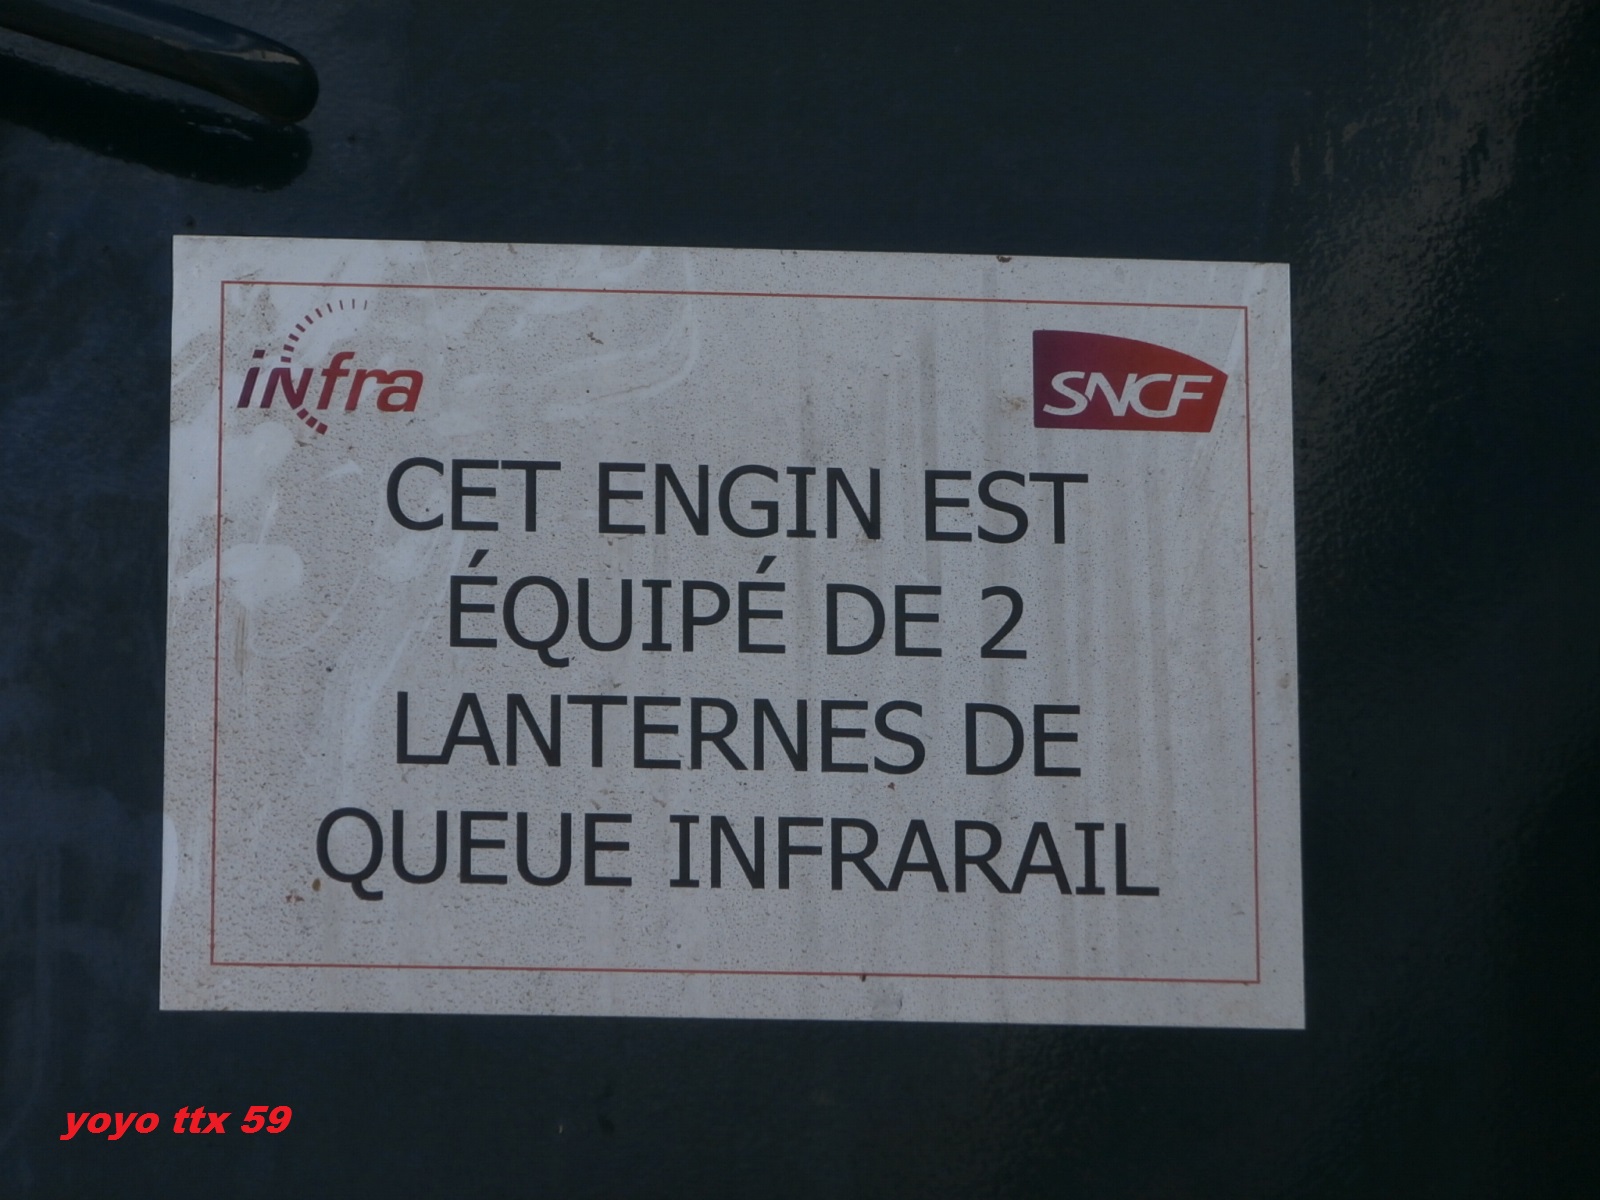 infra
SNCF
CET ENGIN EST
ÉQUIPÉ DE 2
LANTERNES DE
QUEUE INFRARAIL
yoyo ttx 59